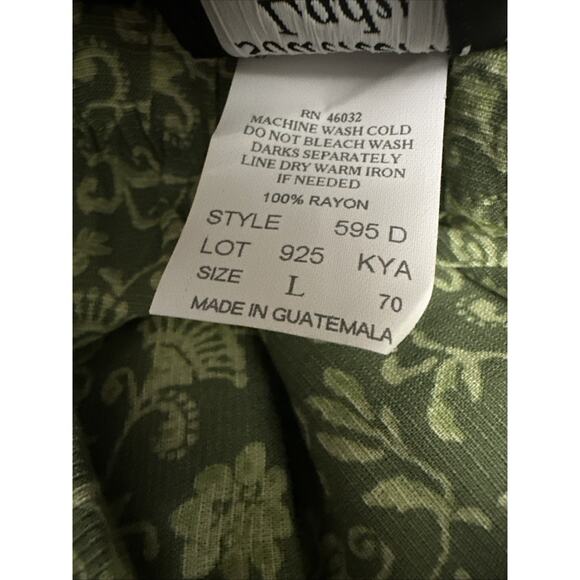 RN 46032
MACHINE WASH COLD
DO NOT BLEACH WASH
DARKS SEPARATELY
LINE DRY WARM IRON
IF NEEDED
100% RAYON
STYLE 595 D
LOT 925 KYA
SIZE L 70
MADE IN GUATEMALA